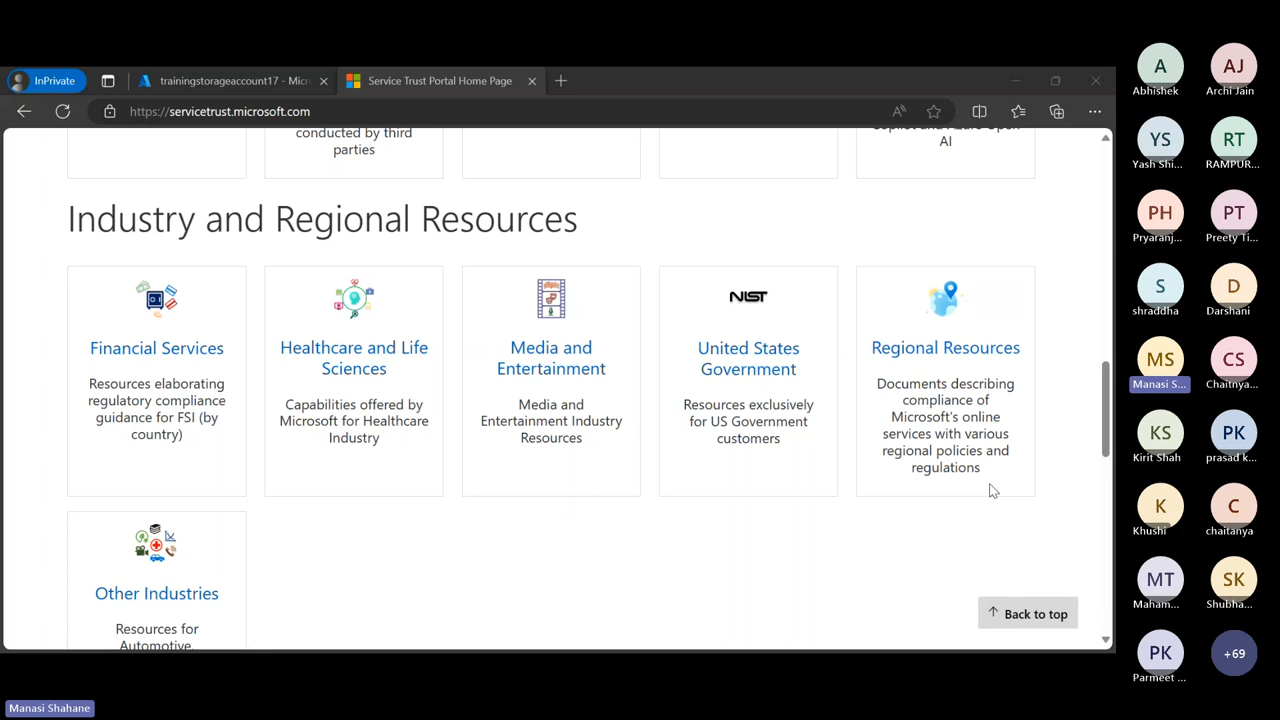 InPrivate
trainingstorageaccount17 - Micr
Service Trust Portal Home Page
https://servicetrust.microsoft.com
conducted by third
parties
Copilot and Azure Open
AI
Industry and Regional Resources
Financial Services
Resources elaborating
regulatory compliance
guidance for FSI (by
country)
Healthcare and Life
Sciences
Capabilities offered by
Microsoft for Healthcare
Industry
Media and
Entertainment
Media and
Entertainment Industry
Resources
NIST
United States
Government
Resources exclusively
for US Government
customers
Regional Resources
Documents describing
compliance of
Microsoft's online
services with various
regional policies and
regulations
Other Industries
Resources for
Automotive,
Back to top
A
Abhishek
AJ
Archi Jain
YS
Yash Shi...
RT
RAMPUR...
PH
Pryaranj...
PT
Preety Ti...
S
shraddha
D
Darshani
MS
Manasi S...
CS
Chaitnya...
KS
Kirit Shah
PK
prasad k...
K
Khushi
C
chaitanya
MT
Maham...
SK
Shubha...
PK
Parmeet ...
+69
Manasi Shahane